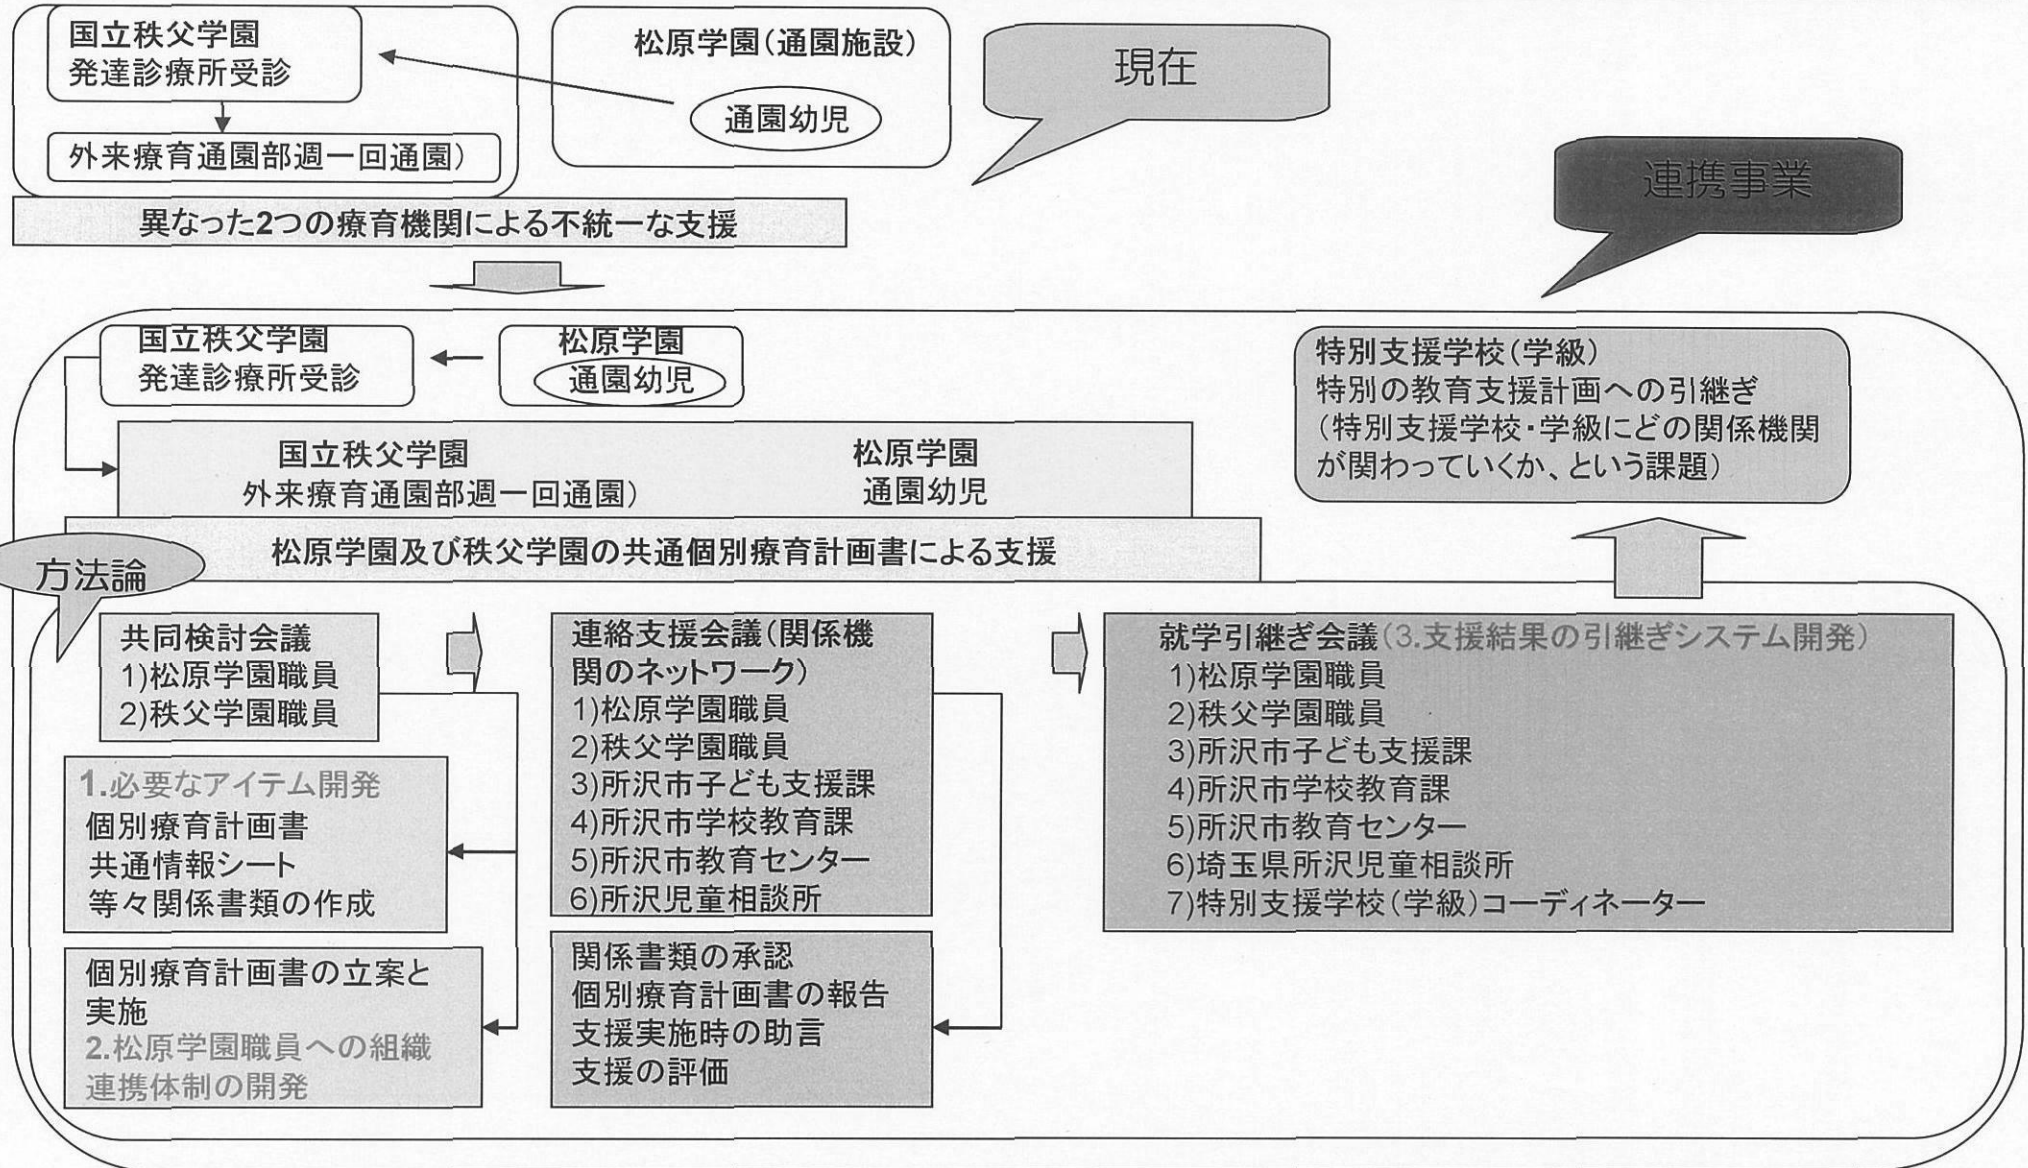 国立秩父学園
発達診療所受診
外来療育通園部週一回通園)
松原学園(通園施設)
通園幼児
現在
連携事業
異なった2つの療育機関による不統一な支援
国立秩父学園
発達診療所受診
松原学園
通園幼児
特別支援学校(学級)
特別の教育支援計画への引継ぎ
(特別支援学校・学級にどの関係機関
が関わっていくか、という課題)
国立秩父学園
外来療育通園部週一回通園)
松原学園
通園幼児
松原学園及び秩父学園の共通個別療育計画書による支援
方法論
共同検討会議
1)松原学園職員
2)秩父学園職員
1.必要なアイテム開発
個別療育計画書
共通情報シート
等々関係書類の作成
個別療育計画書の立案と
実施
2.松原学園職員への組織
連携体制の開発
連絡支援会議(関係機
関のネットワーク)
1)松原学園職員
2)秩父学園職員
3)所沢市子ども支援課
4)所沢市学校教育課
5)所沢市教育センター
6)所沢児童相談所
関係書類の承認
個別療育計画書の報告
支援実施時の助言
支援の評価
就学引継ぎ会議(3.支援結果の引継ぎシステム開発)
1)松原学園職員
2)秩父学園職員
3)所沢市子ども支援課
4)所沢市学校教育課
5)所沢市教育センター
6)埼玉県所沢児童相談所
7)特別支援学校(学級)コーディネーター